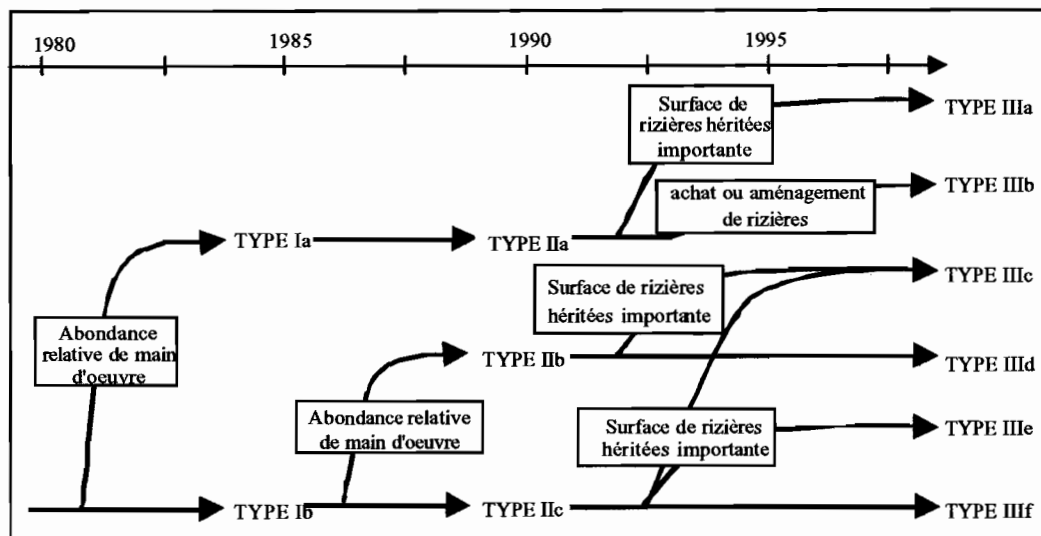 1980 1985 1990 1995
Surface de
rizières héritées
importante
TYPE IIIa
achat ou aménagement
de rizières
TYPE IIIb
TYPE Ia
TYPE IIa
Surface de rizières
héritées importante
TYPE IIIc
Abondance
relative de main
d'oeuvre
TYPE IIb
TYPE IIId
Abondance relative
de main d'oeuvre
Surface de rizières
héritées importante
TYPE IIIe
TYPE Ib
TYPE IIc
TYPE IIIf